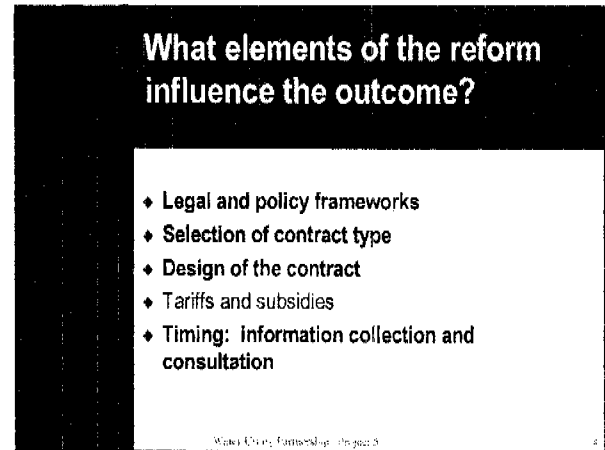 What elements of the reform
influence the outcome?
♦ Legal and policy frameworks
♦ Selection of contract type
♦ Design of the contract
♦ Tariffs and subsidies
♦ Timing: information collection and
consultation
Partnership